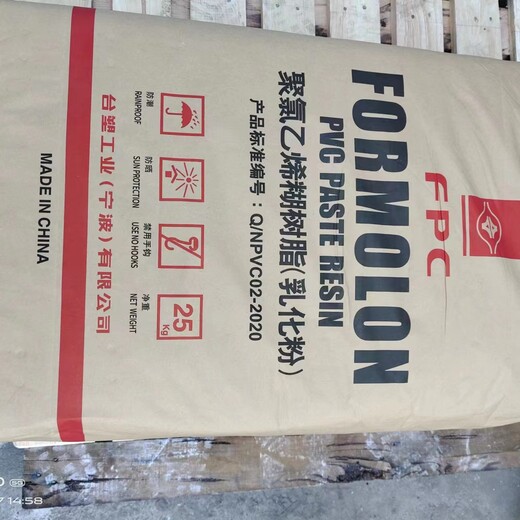 FPC
FORMOLON
PVC PASTE RESIN
聚氯乙烯糊树脂(乳化粉)
产品标准编号：Q/NPVC02-2020
防潮
RAINPROOF
防晒
SUN PROTECTION
禁用手钩
USE NO HOOKS
净重
NET WEIGHT
25
Kg
台塑工业(宁波)有限公司
MADE IN CHINA
14:58